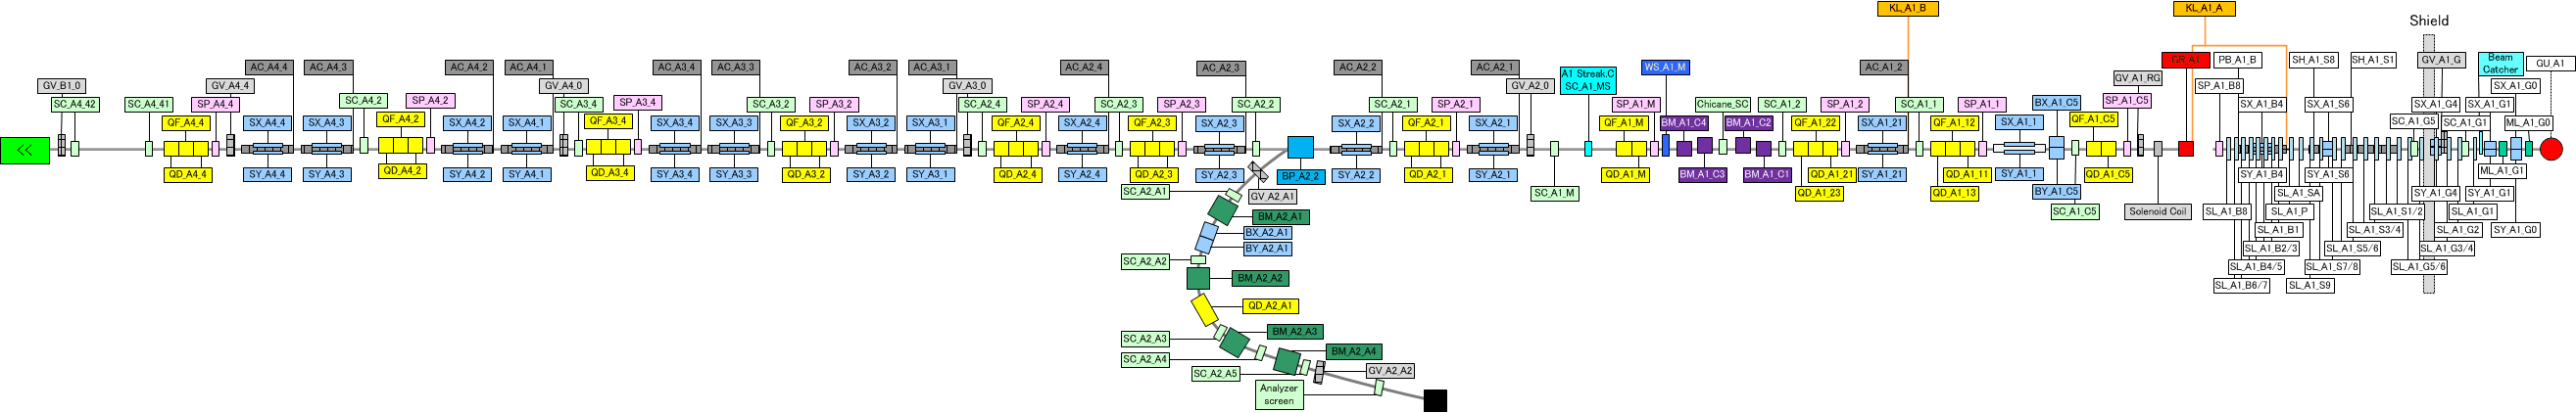 KL_A1_B
KL_A1_A
Shield
AC_A4_4
AC_A4_3
AC_A4_2
AC_A4_1
AC_A3_4
AC_A3_3
AC_A3_2
AC_A3_1
AC_A2_4
AC_A2_3
AC_A2_2
AC_A2_1
WS_A1_M
AC_A1_2
GR_A1
PB_A1_B
SH_A1_S8
SH_A1_S1
GV_A1_G
Beam
Catcher
GU_A1
GV_B1_0
GV_A4_4
GV_A4_0
GV_A3_0
GV_A2_0
A1 Streak.C
SC_A1_MS
GV_A1_RG
SP_A1_B8
SX_A1_G0
SC_A4_42
SC_A4_41
SP_A4_4
SC_A4_2
SP_A4_2
SC_A3_4
SP_A3_4
SC_A3_2
SP_A3_2
SC_A2_4
SP_A2_4
SC_A2_3
SP_A2_3
SC_A2_2
SC_A2_1
SP_A2_1
SP_A1_M
Chicane_SC
SC_A1_2
SP_A1_2
SC_A1_1
SP_A1_1
BX_A1_C5
SP_A1_C5
SX_A1_B4
SX_A1_S6
SX_A1_G4
SX_A1_G1
QF_A4_4
SX_A4_4
SX_A4_3
QF_A4_2
SX_A4_2
SX_A4_1
QF_A3_4
SX_A3_4
SX_A3_3
QF_A3_2
SX_A3_2
SX_A3_1
QF_A2_4
SX_A2_4
QF_A2_3
SX_A2_3
SX_A2_2
QF_A2_1
SX_A2_1
QF_A1_M
BM_A1_C4
BM_A1_C2
QF_A1_22
SX_A1_21
QF_A1_12
SX_A1_1
QF_A1_C5
SC_A1_G5
SC_A1_G1
ML_A1_G0
<<
QD_A4_4
SY_A4_4
SY_A4_3
QD_A4_2
SY_A4_2
SY_A4_1
QD_A3_4
SY_A3_4
SY_A3_3
QD_A3_2
SY_A3_2
SY_A3_1
QD_A2_4
SY_A2_4
QD_A2_3
SY_A2_3
BP_A2_2
SY_A2_2
QD_A2_1
SY_A2_1
QD_A1_M
BM_A1_C3
BM_A1_C1
QD_A1_21
SY_A1_21
QD_A1_11
SY_A1_1
QD_A1_C5
SY_A1_B4
SY_A1_S6
ML_A1_G1
SC_A2_A1
GV_A2_A1
SC_A1_M
QD_A1_23
QD_A1_13
BY_A1_C5
SL_A1_SA
SY_A1_G4
SY_A1_G1
BM_A2_A1
SC_A1_C5
Solenoid Coil
SL_A1_B8
SL_A1_P
SL_A1_S1/2
SL_A1_G1
BX_A2_A1
SL_A1_B1
SL_A1_S3/4
SL_A1_G2
SY_A1_G0
BY_A2_A1
SL_A1_B2/3
SL_A1_S5/6
SL_A1_G3/4
SC_A2_A2
SL_A1_B4/5
SL_A1_S7/8
SL_A1_G5/6
BM_A2_A2
SL_A1_B6/7
SL_A1_S9
QD_A2_A1
BM_A2_A3
SC_A2_A3
BM_A2_A4
SC_A2_A4
SC_A2_A5
GV_A2_A2
Analyzer
screen